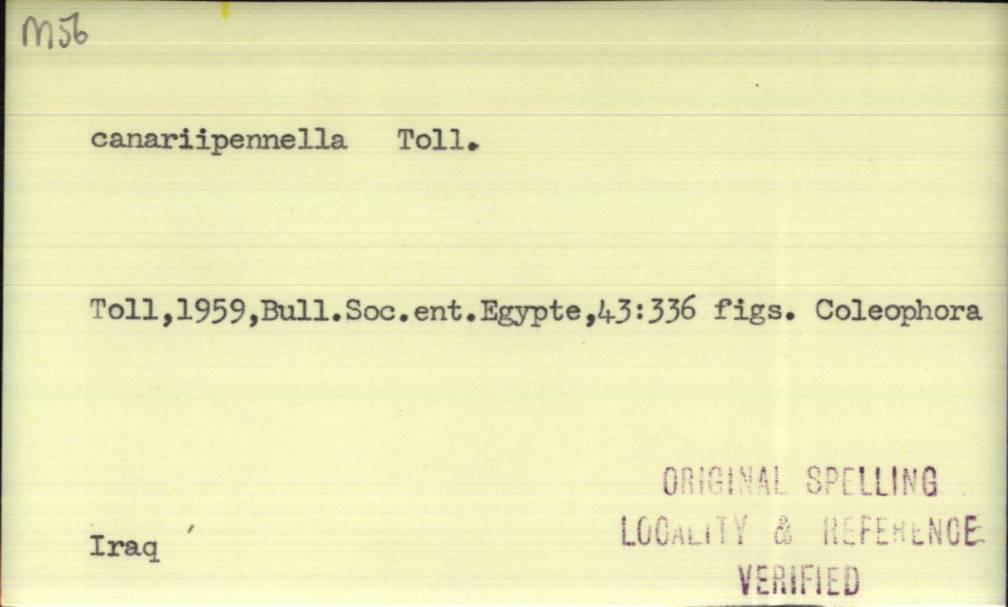 M56
canariipennella Toll.
Toll,1959,Bull.Soc.ent.Egypte,43:336 figs. Coleophora
ORIGINAL SPELLING
LOCALITY & REFERENCE
VERIFIED
Iraq